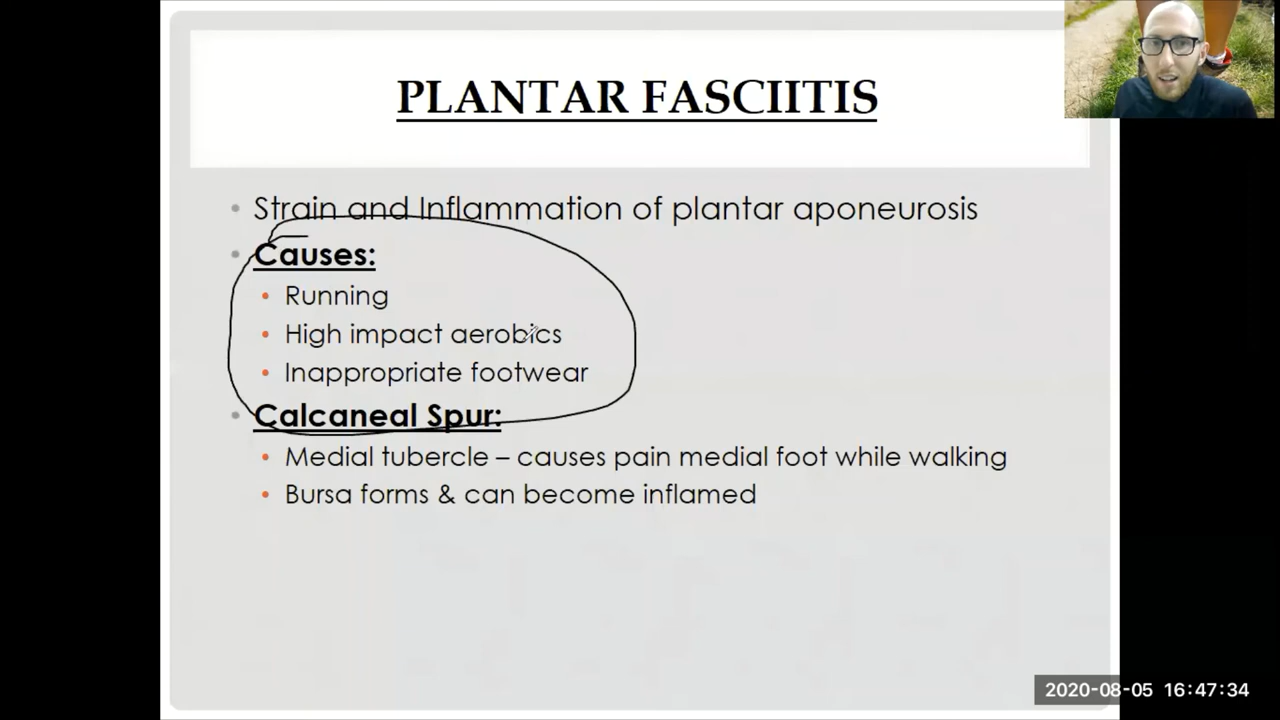 PLANTAR FASCIITIS
• Strain and Inflammation of plantar aponeurosis
• Causes:
• Running
• High impact aerobics
• Inappropriate footwear
• Calcaneal Spur:
• Medial tubercle – causes pain medial foot while walking
• Bursa forms & can become inflamed
2020-08-05 16:47:34